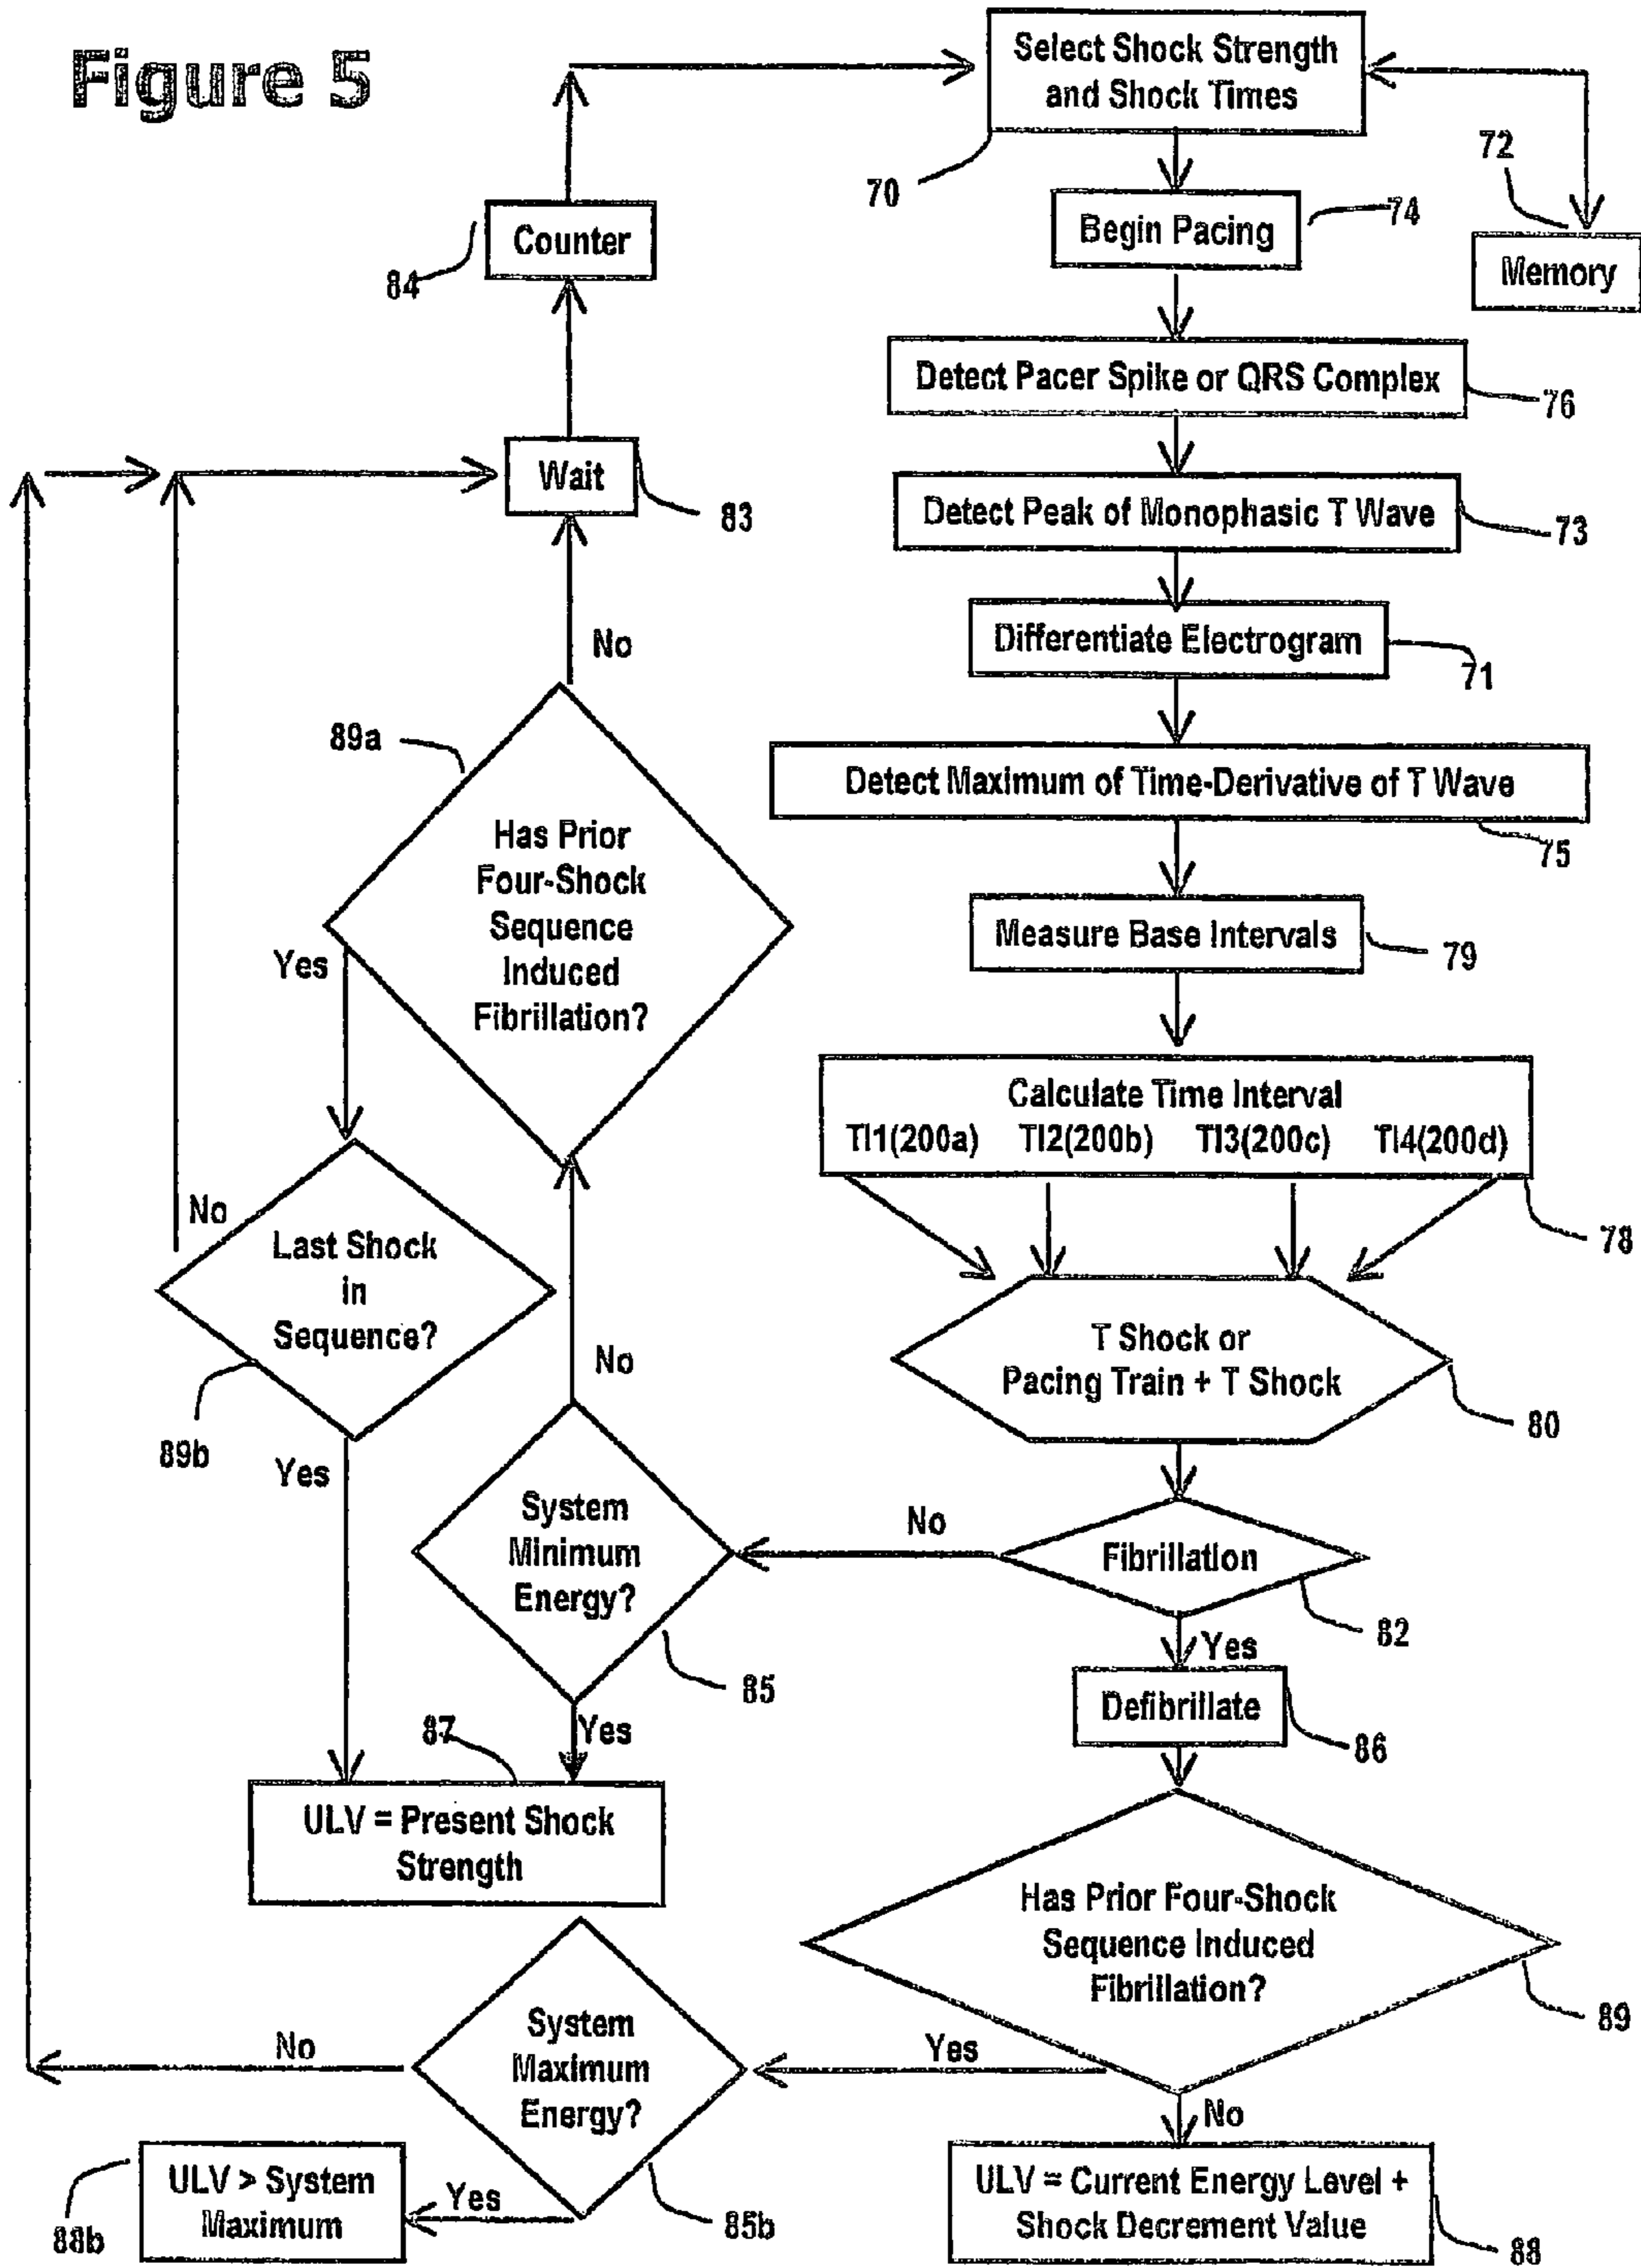 Figure 5
Select Shock Strength
and Shock Times
70
72
Memory
Begin Pacing
74
Counter
84
Detect Pacer Spike or QRS Complex
76
Wait
83
Detect Peak of Monophasic T Wave
73
Differentiate Electrogram
71
Detect Maximum of Time-Derivative of T Wave
75
Measure Base Intervals
79
Calculate Time Interval
TI1(200a) TI2(200b) TI3(200c) TI4(200d)
78
T Shock or
Pacing Train + T Shock
80
Fibrillation
82
No
Yes
Defibrillate
86
Has Prior Four-Shock
Sequence Induced
Fibrillation?
89
Yes
No
ULV = Current Energy Level +
Shock Decrement Value
88
No
89a
Has Prior
Four-Shock
Sequence
Induced
Fibrillation?
Yes
No
Last Shock
in
Sequence?
89b
Yes
No
System
Minimum
Energy?
85
Yes
87
ULV = Present Shock
Strength
System
Maximum
Energy?
85b
No
Yes
ULV > System
Maximum
88b